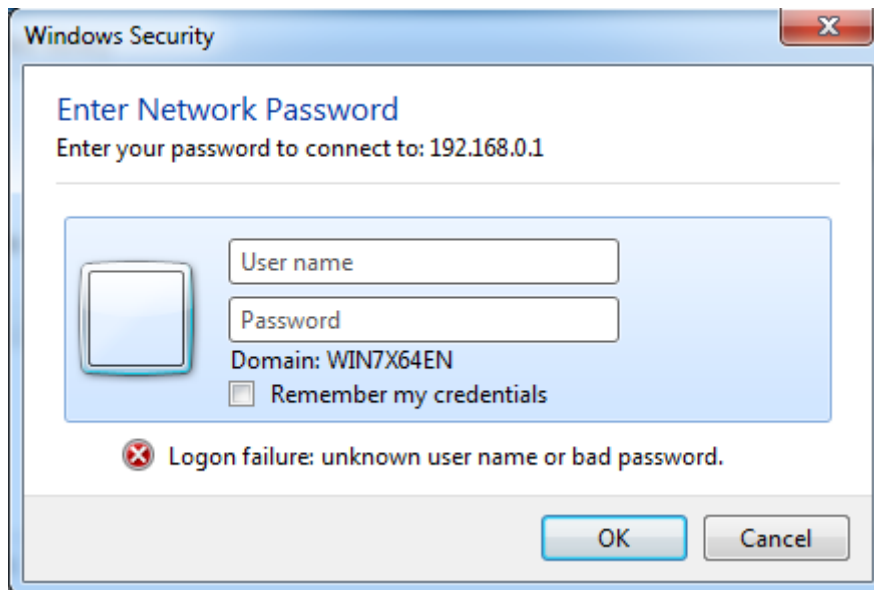 Windows Security
Enter Network Password
Enter your password to connect to: 192.168.0.1
User name
Password
Domain: WIN7X64EN
Remember my credentials
Logon failure: unknown user name or bad password.
OK
Cancel